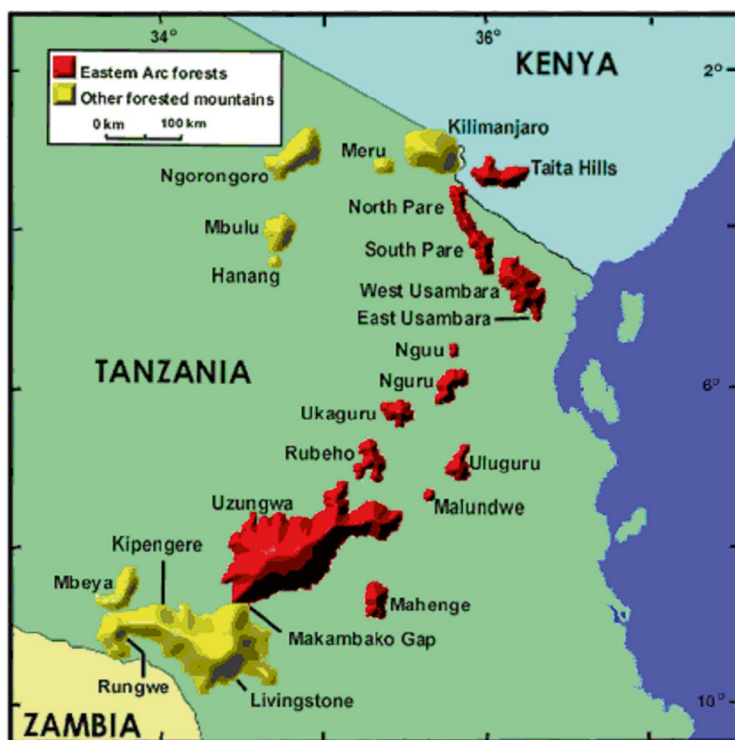 34°
36°
KENYA
2°
Eastern Arc forests
Other forested mountains
0 km
100 km
Kilimanjaro
Meru
Ngorongoro
Taita Hills
North Pare
Mbulu
South Pare
Hanang
West Usambara
East Usambara
Nguu
TANZANIA
Nguru
6°
Ukaguru
Rubeho
Uluguru
Uzungwa
Malundwe
Kipengere
Mbeya
Mahenge
Makambako Gap
Rungwe
Livingstone
10°
ZAMBIA